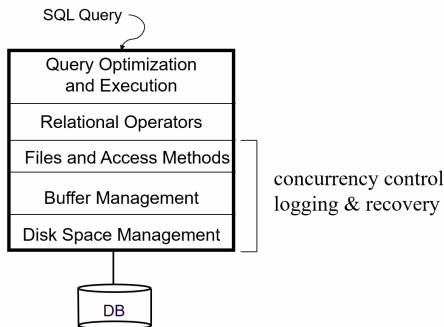 SQL Query
Query Optimization
and Execution
Relational Operators
Files and Access Methods
Buffer Management
Disk Space Management
concurrency control
logging & recovery
DB